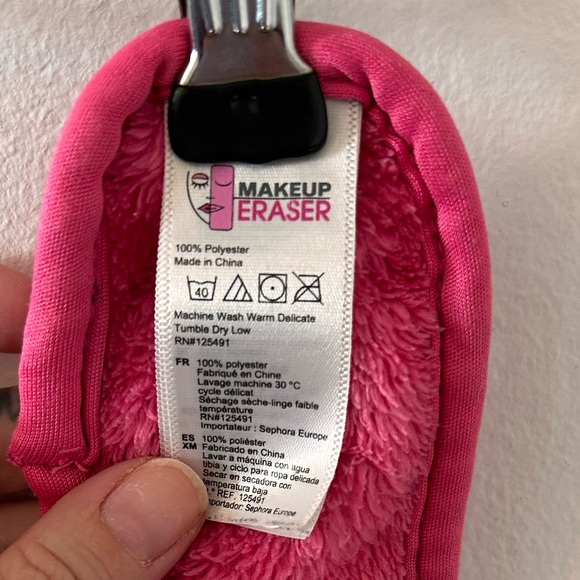 MAKEUP
ERASER
100% Polyester
Made in China
40
Machine Wash Warm Delicate
Tumble Dry Low
RN#125491
FR 100% polyester
Fabriqué en Chine
Lavage machine 30 °C
cycle délicat
Séchage sèche-linge faible
température
RN#125491
Importateur : Sephora Europe
ES 100% poliéster
XM Fabricado en China
Lavar a máquina con agua
tibia y ciclo para ropa delicada
Secar en secadora con
temperatura baja
REF. 125491
Sephora Europe